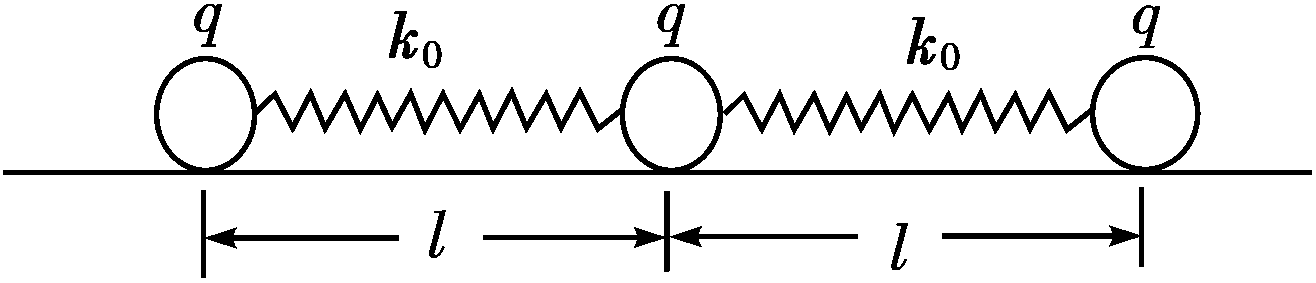 q q q
k₀ k₀
l l